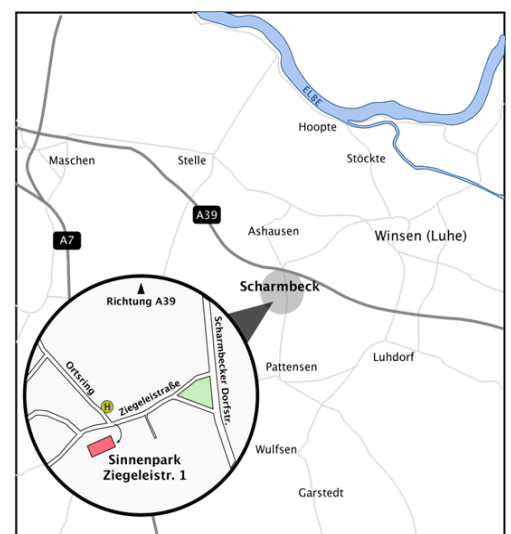 ELBE
Hoopte
Maschen
Stelle
Stöckte
A39
Ashausen
A7
Winsen (Luhe)
Scharmbeck
Richtung A39
Scharmbecker Dorfstr.
Ortsring
H
Ziegeleistraße
Pattensen
Luhdorf
Sinnenpark
Ziegeleistr. 1
Wulfsen
Garstedt